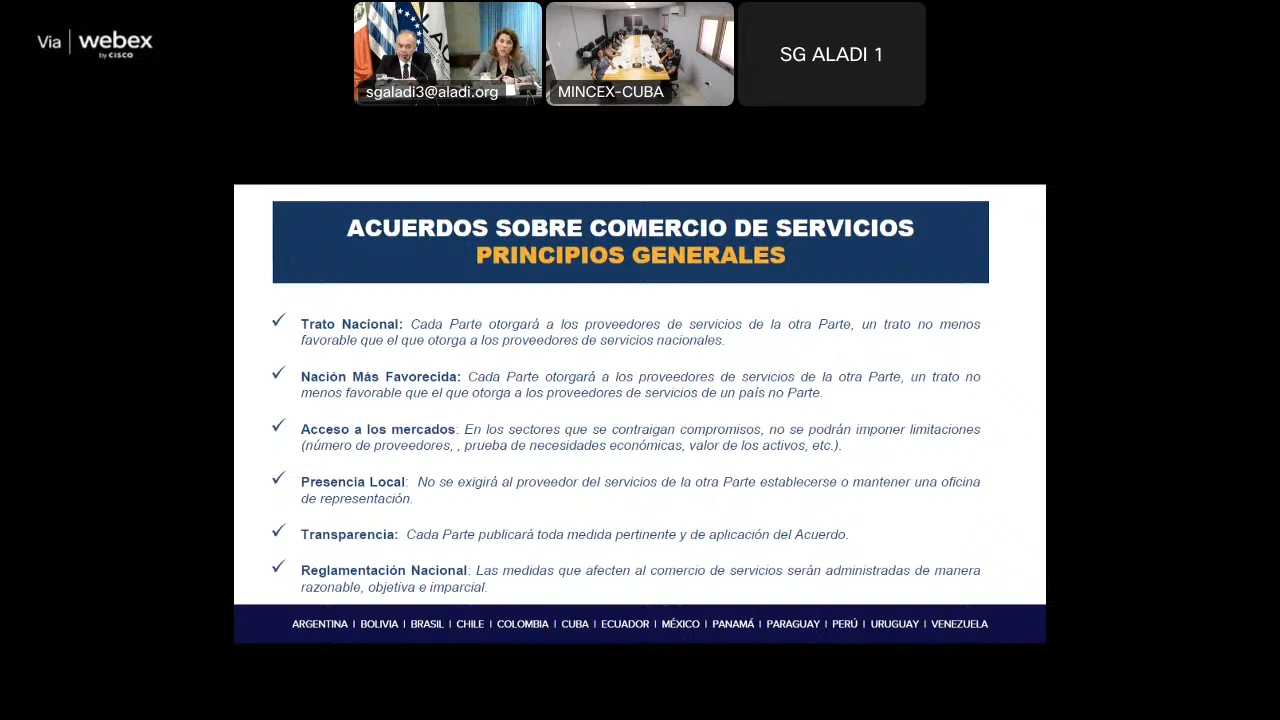 Via | webex
by CISCO
sgaladi3@aladi.org
MINCEX-CUBA
SG ALADI 1
ACUERDOS SOBRE COMERCIO DE SERVICIOS
PRINCIPIOS GENERALES
✓ Trato Nacional: Cada Parte otorgará a los proveedores de servicios de la otra Parte, un trato no menos
favorable que el que otorga a los proveedores de servicios nacionales.
✓ Nación Más Favorecida: Cada Parte otorgará a los proveedores de servicios de la otra Parte, un trato no
menos favorable que el que otorga a los proveedores de servicios de un país no Parte.
✓ Acceso a los mercados: En los sectores que se contraigan compromisos, no se podrán imponer limitaciones
(número de proveedores, , prueba de necesidades económicas, valor de los activos, etc.).
✓ Presencia Local: No se exigirá al proveedor del servicios de la otra Parte establecerse o mantener una oficina
de representación.
✓ Transparencia: Cada Parte publicará toda medida pertinente y de aplicación del Acuerdo.
✓ Reglamentación Nacional: Las medidas que afecten al comercio de servicios serán administradas de manera
razonable, objetiva e imparcial.
ARGENTINA | BOLIVIA | BRASIL | CHILE | COLOMBIA | CUBA | ECUADOR | MÉXICO | PANAMÁ | PARAGUAY | PERÚ | URUGUAY | VENEZUELA